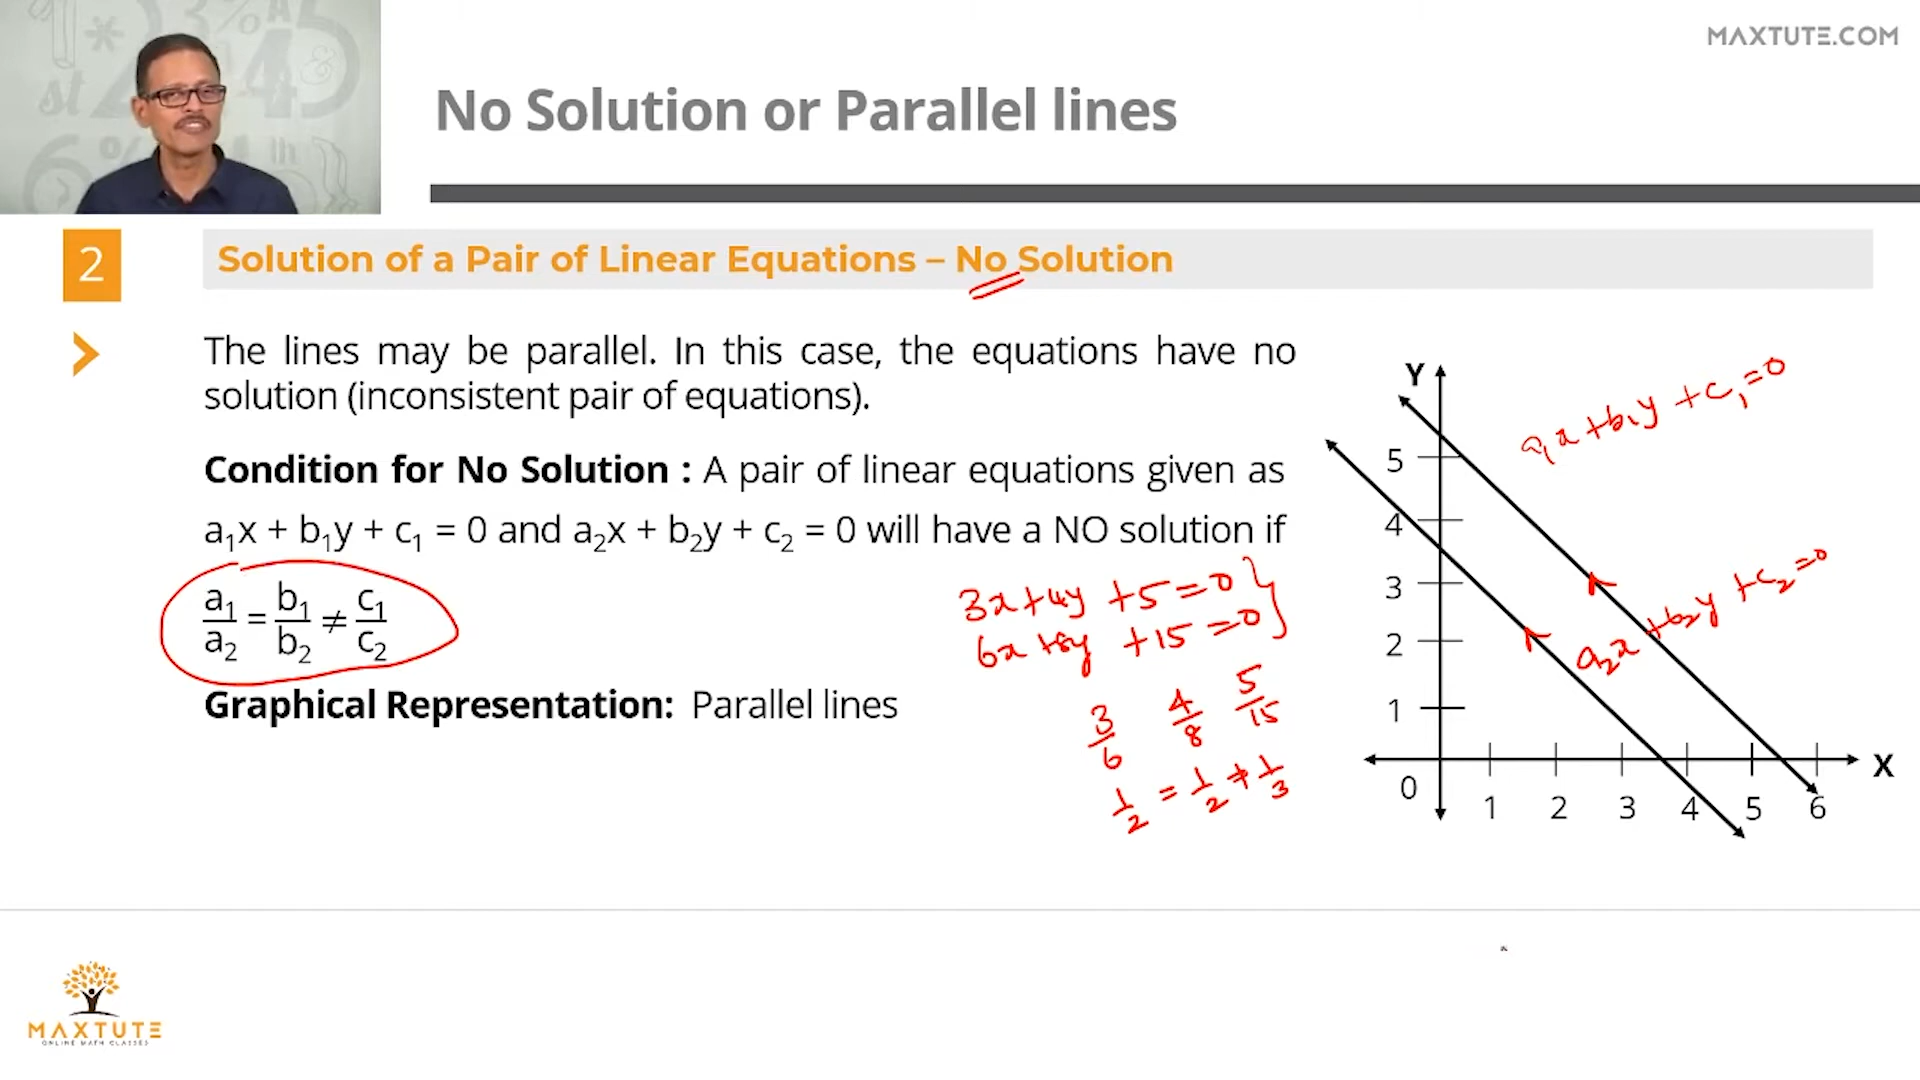 MAXTUTE.COM
No Solution or Parallel lines
2
Solution of a Pair of Linear Equations – No Solution
The lines may be parallel. In this case, the equations have no
solution (inconsistent pair of equations).
Condition for No Solution : A pair of linear equations given as
a₁x + b₁y + c₁ = 0 and a₂x + b₂y + c₂ = 0 will have a NO solution if
a₁/a₂ = b₁/b₂ ≠ c₁/c₂
Graphical Representation: Parallel lines
3x+4y+5=0
6x+8y+15=0
3/6 4/8 5/15
1/2 = 1/2 ≠ 1/3
Y
a₁x+b₁y+c₁=0
a₂x+b₂y+c₂=0
5
4
3
2
1
0
1 2 3 4 5 6
X
MAXTUTE
ONLINE MATH CLASSES